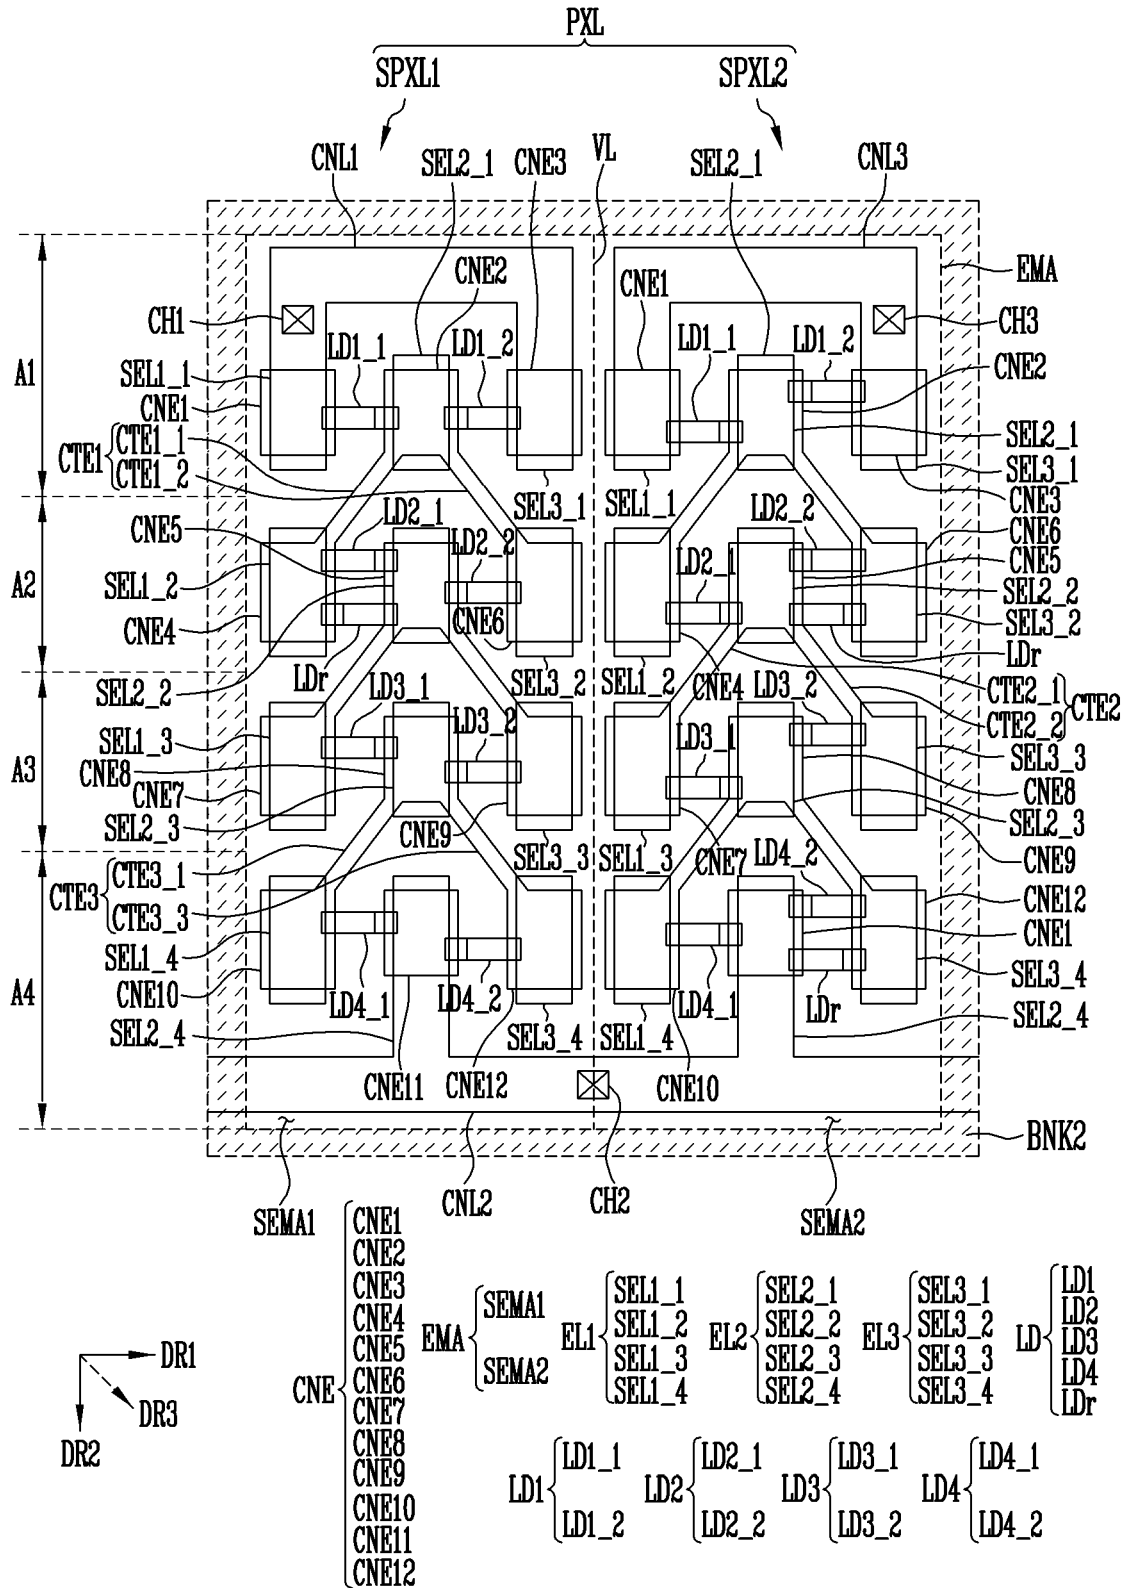 PXL
SPXL1 SPXL2
CNL1 SEL2_1 CNE3 VL SEL2_1 CNL3
CNE2 CNE1 EMA
CH1 LD1_1 LD1_2 LD1_1 LD1_2 CH3
A1 SEL1_1 CNE2
CNE1
CTE1 CTE1_1 SEL2_1
CTE1_2 SEL3_1
SEL3_1 SEL1_1 CNE3
CNE5 LD2_1 LD2_2 LD2_2 CNE6
CNE5
A2 SEL1_2 LD2_1 SEL2_2
CNE4 CNE6 SEL3_2
LDr LDr
SEL2_2 SEL3_2 SEL1_2 CNE4 CTE2_1 CTE2
LD3_1 LD3_2 LD3_2 CTE2_2
SEL1_3 LD3_1 SEL3_3
A3 CNE8
CNE7 CNE8
SEL2_3 CNE9 SEL2_3
SEL3_3 SEL1_3 CNE7 LD4_2 CNE9
CTE3 CTE3_1 CNE12
CTE3_3 CNE1
SEL1_4 SEL3_4
A4 CNE10 LD4_1 LD4_2 LD4_1 LDr
SEL2_4 SEL3_4 SEL1_4 SEL2_4
CNE11 CNE12 CNE10
BNK2
SEMA1 CNL2 CH2 SEMA2
CNE
CNE1
CNE2
CNE3
CNE4
CNE5
CNE6
CNE7
CNE8
CNE9
CNE10
CNE11
CNE12
EMA
SEMA1
SEMA2
EL1
SEL1_1
SEL1_2
SEL1_3
SEL1_4
EL2
SEL2_1
SEL2_2
SEL2_3
SEL2_4
EL3
SEL3_1
SEL3_2
SEL3_3
SEL3_4
LD
LD1
LD2
LD3
LD4
LDr
DR1
DR3
DR2
LD1
LD1_1
LD1_2
LD2
LD2_1
LD2_2
LD3
LD3_1
LD3_2
LD4
LD4_1
LD4_2